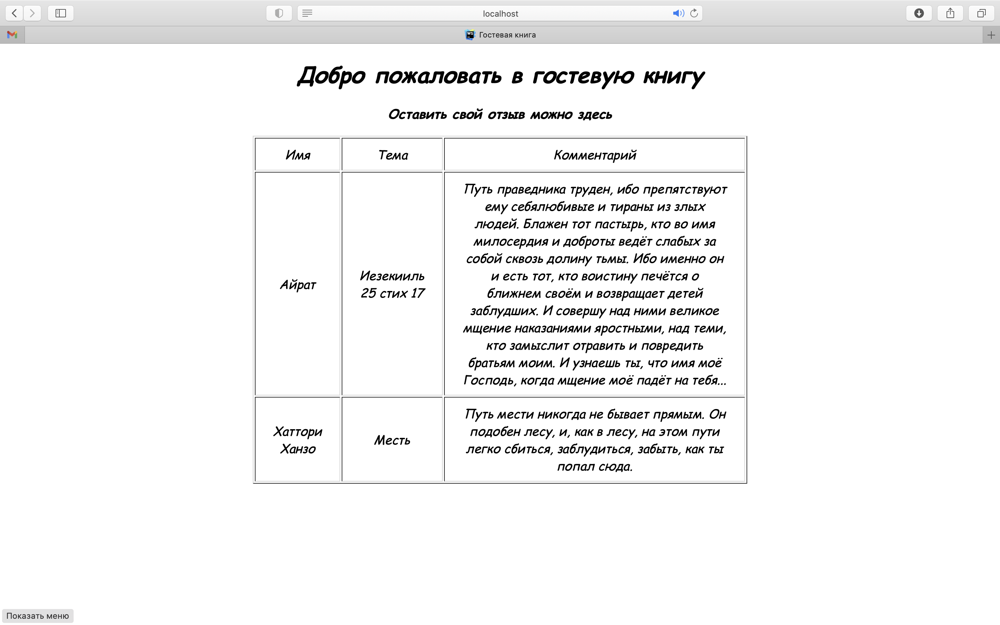 localhost
WS Гостевая книга
Добро пожаловать в гостевую книгу
Оставить свой отзыв можно здесь
Имя
Тема
Комментарий
Айрат
Иезекииль
25 стих 17
Путь праведника труден, ибо препятствуют
ему себялюбивые и тираны из злых
людей. Блажен тот пастырь, кто во имя
милосердия и доброты ведёт слабых за
собой сквозь долину тьмы. Ибо именно он
и есть тот, кто воистину печётся о
ближнем своём и возвращает детей
заблудших. И совершу над ними великое
мщение наказаниями яростными, над теми,
кто замыслит отравить и повредить
братьям моим. И узнаешь ты, что имя моё
Господь, когда мщение моё падёт на тебя...
Хаттори
Ханзо
Месть
Путь мести никогда не бывает прямым. Он
подобен лесу, и, как в лесу, на этом пути
легко сбиться, заблудиться, забыть, как ты
попал сюда.
Показать меню